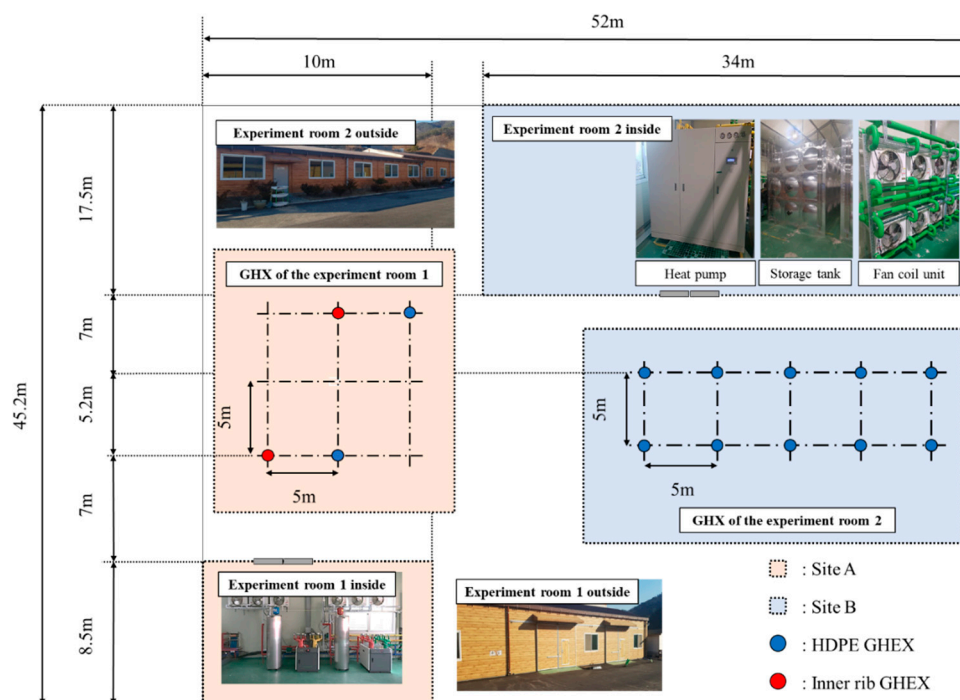 52m
10m
34m
Experiment room 2 outside
Experiment room 2 inside
17.5m
Heat pump
Storage tank
Fan coil unit
GHX of the experiment room 1
7m
45.2m
5.2m
5m
5m
5m
5m
7m
GHX of the experiment room 2
Experiment room 1 inside
Experiment room 1 outside
8.5m
: Site A
: Site B
: HDPE GHEX
: Inner rib GHEX